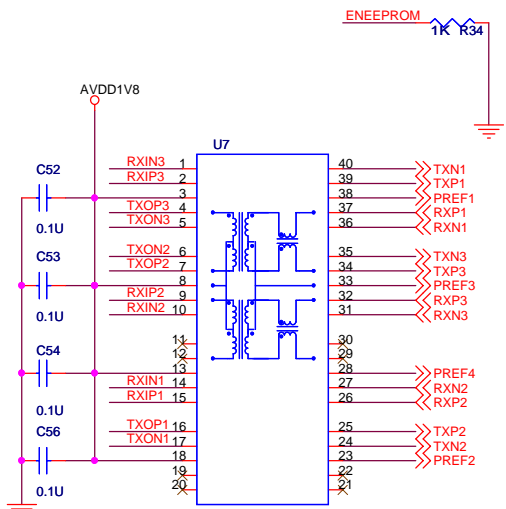 ENEEPROM
1K R34
AVDD1V8
U7
C52
0.1U
C53
0.1U
C54
0.1U
C56
0.1U
RXIN3 1
RXIP3 2
3
TXOP3 4
TXON3 5
TXON2 6
TXOP2 7
8
RXIP2 9
RXIN2 10
11
12
13
RXIN1 14
RXIP1 15
TXOP1 16
TXON1 17
18
19
20
40 TXN1
39 TXP1
38 PREF1
37 RXP1
36 RXN1
35 TXN3
34 TXP3
33 PREF3
32 RXP3
31 RXN3
30
29
28 PREF4
27 RXN2
26 RXP2
25 TXP2
24 TXN2
23 PREF2
22
21